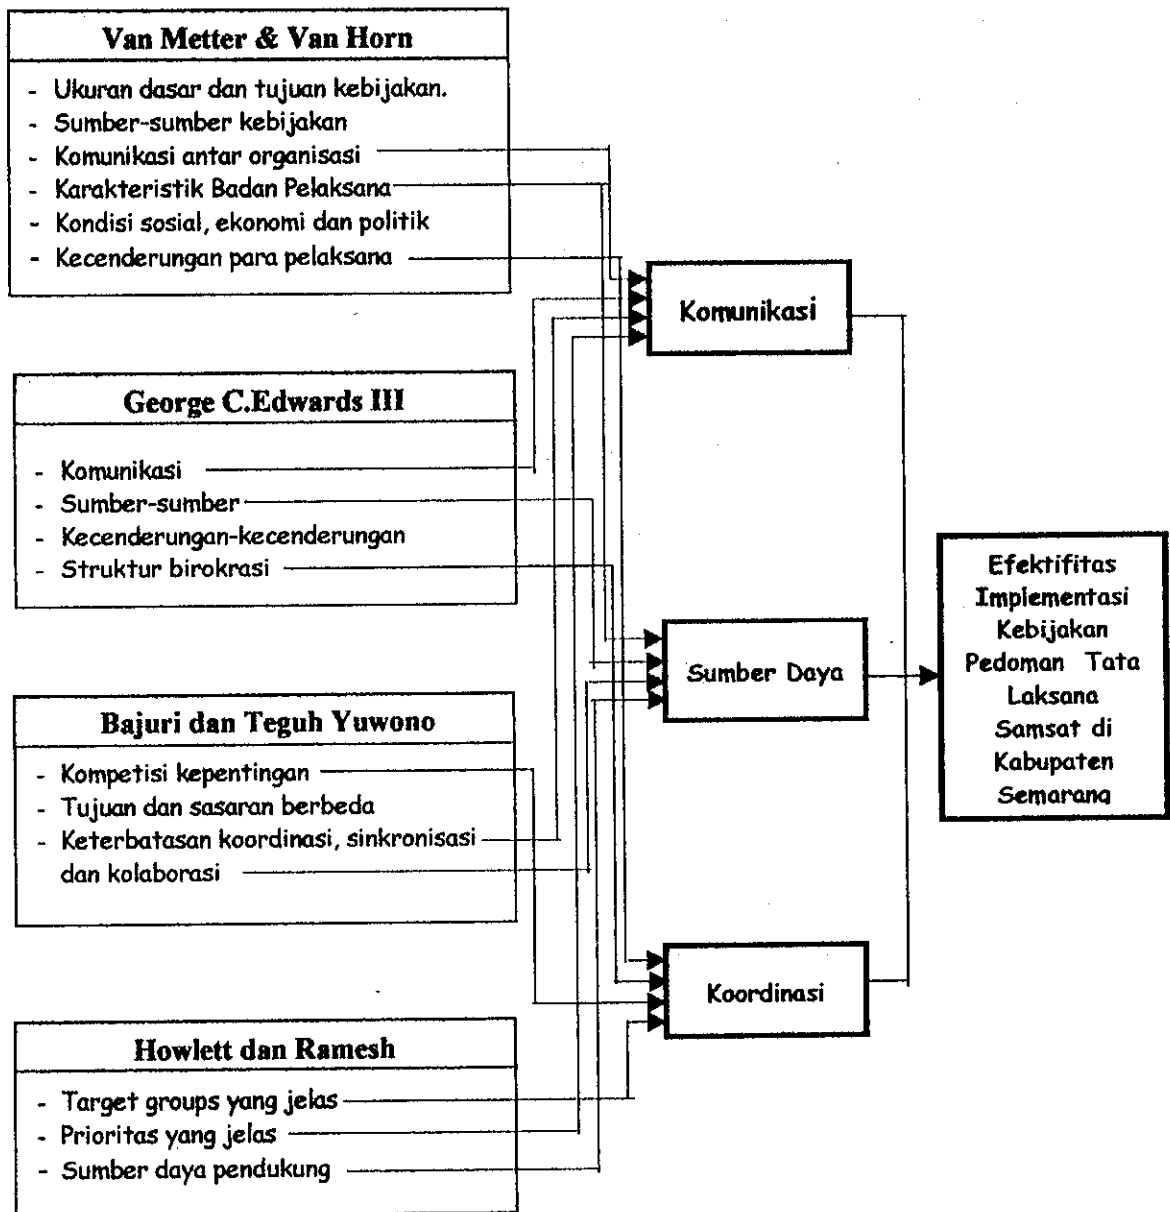 Van Metter & Van Horn
- Ukuran dasar dan tujuan kebijakan.
- Sumber-sumber kebijakan
- Komunikasi antar organisasi
- Karakteristik Badan Pelaksana
- Kondisi sosial, ekonomi dan politik
- Kecenderungan para pelaksana
George C.Edwards III
- Komunikasi
- Sumber-sumber
- Kecenderungan-kecenderungan
- Struktur birokrasi
Bajuri dan Teguh Yuwono
- Kompetisi kepentingan
- Tujuan dan sasaran berbeda
- Keterbatasan koordinasi, sinkronisasi
dan kolaborasi
Howlett dan Ramesh
- Target groups yang jelas
- Prioritas yang jelas
- Sumber daya pendukung
Komunikasi
Sumber Daya
Koordinasi
Efektifitas
Implementasi
Kebijakan
Pedoman Tata
Laksana
Samsat di
Kabupaten
Semarang